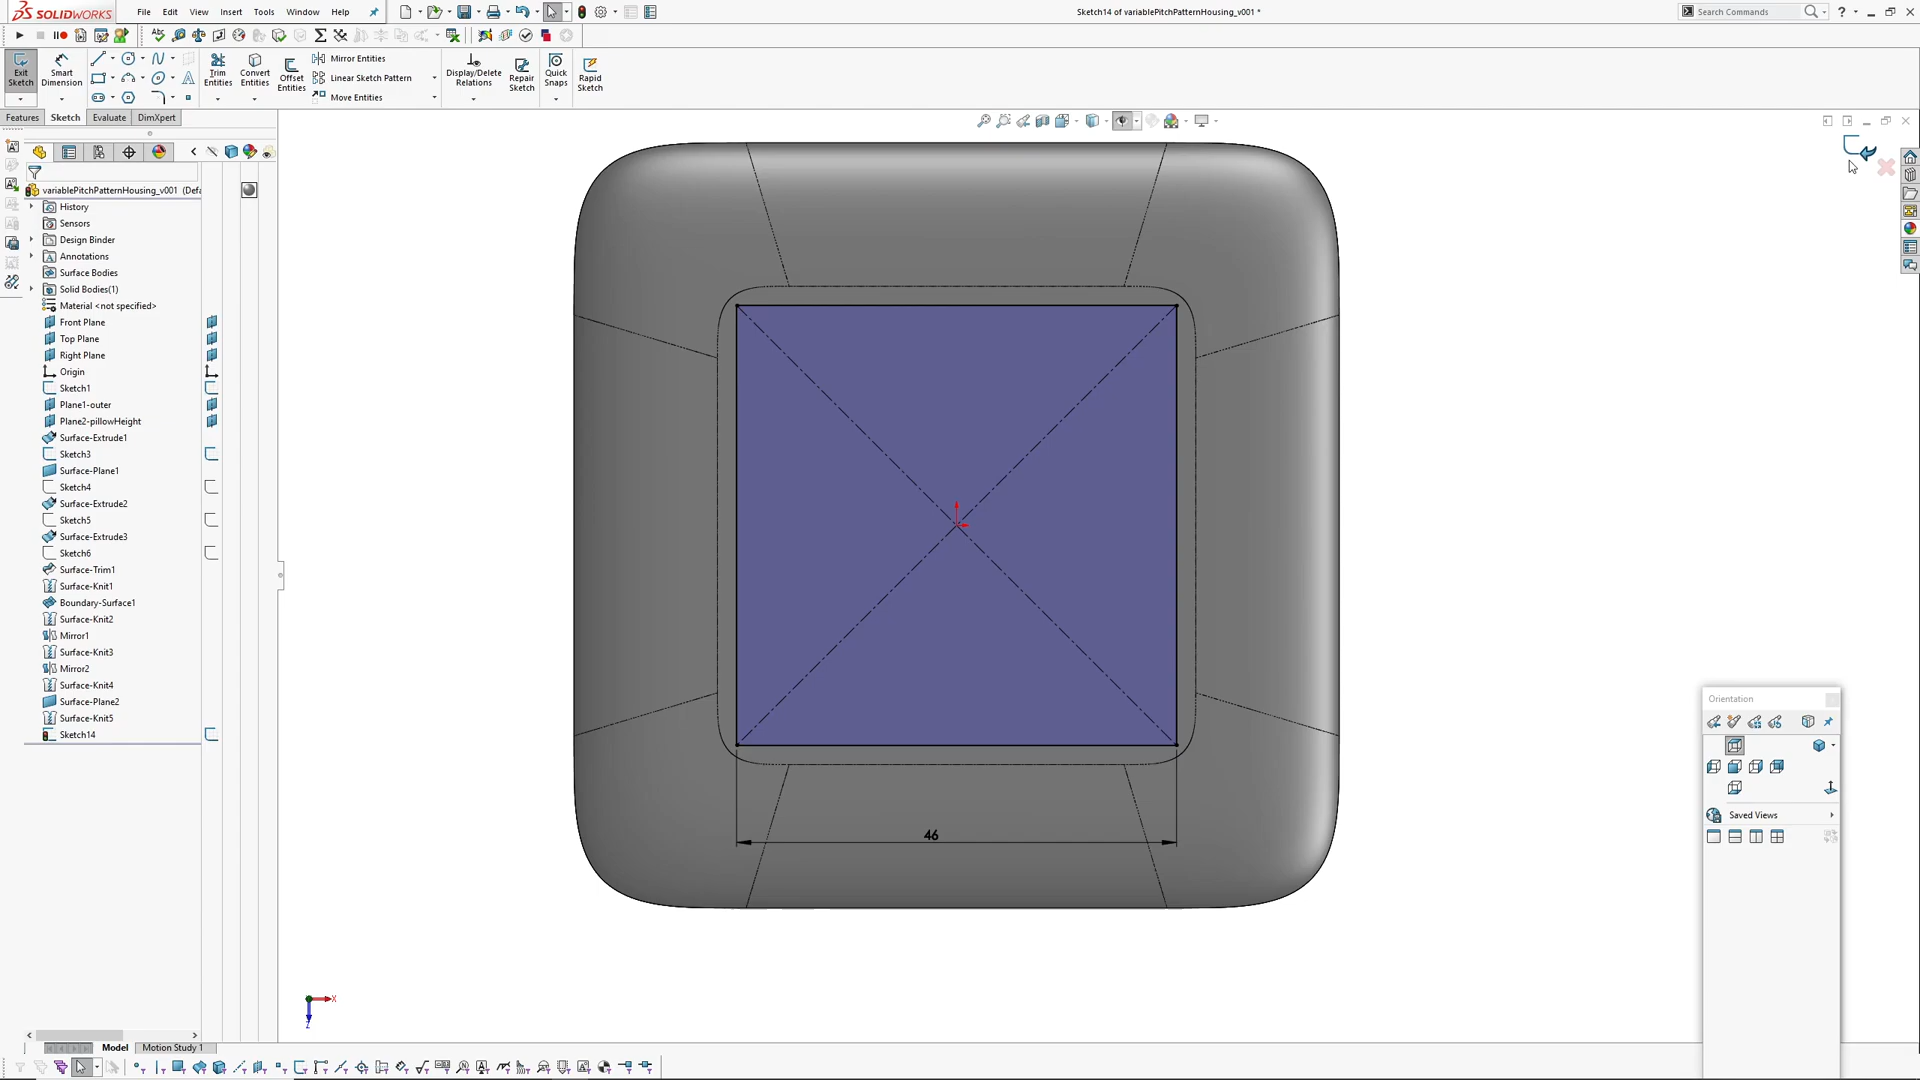 SOLIDWORKS
File Edit View Insert Tools Window Help
Sketch14 of variablePitchPatternHousing_v001 *
Search Commands
Exit Sketch
Smart Dimension
Trim Entities
Convert Entities
Offset Entities
Mirror Entities
Linear Sketch Pattern
Move Entities
Display/Delete Relations
Repair Sketch
Quick Snaps
Rapid Sketch
Features Sketch Evaluate DimXpert
variablePitchPatternHousing_v001 (Defa
History
Sensors
Design Binder
Annotations
Surface Bodies
Solid Bodies(1)
Material <not specified>
Front Plane
Top Plane
Right Plane
Origin
Sketch1
Plane1-outer
Plane2-pillowHeight
Surface-Extrude1
Sketch3
Surface-Plane1
Sketch4
Surface-Extrude2
Sketch5
Surface-Extrude3
Sketch6
Surface-Trim1
Surface-Knit1
Boundary-Surface1
Surface-Knit2
Mirror1
Surface-Knit3
Mirror2
Surface-Knit4
Surface-Plane2
Surface-Knit5
Sketch14
46
Orientation
Saved Views
X
Z
Model Motion Study 1